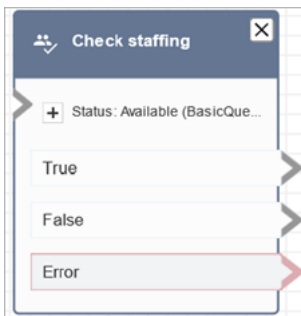 Check staffing
Status: Available (BasicQue...
True
False
Error